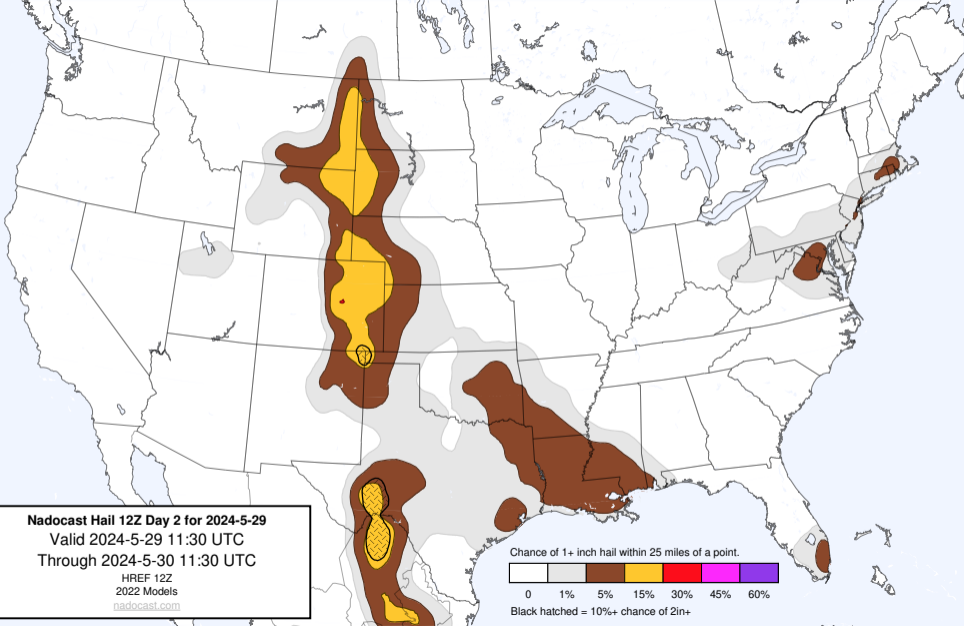 Nadocast Hail 12Z Day 2 for 2024-5-29
Valid 2024-5-29 11:30 UTC
Through 2024-5-30 11:30 UTC
HREF 12Z
2022 Models
nadocast.com
Chance of 1+ inch hail within 25 miles of a point.
0 1% 5% 15% 30% 45% 60%
Black hatched = 10%+ chance of 2in+